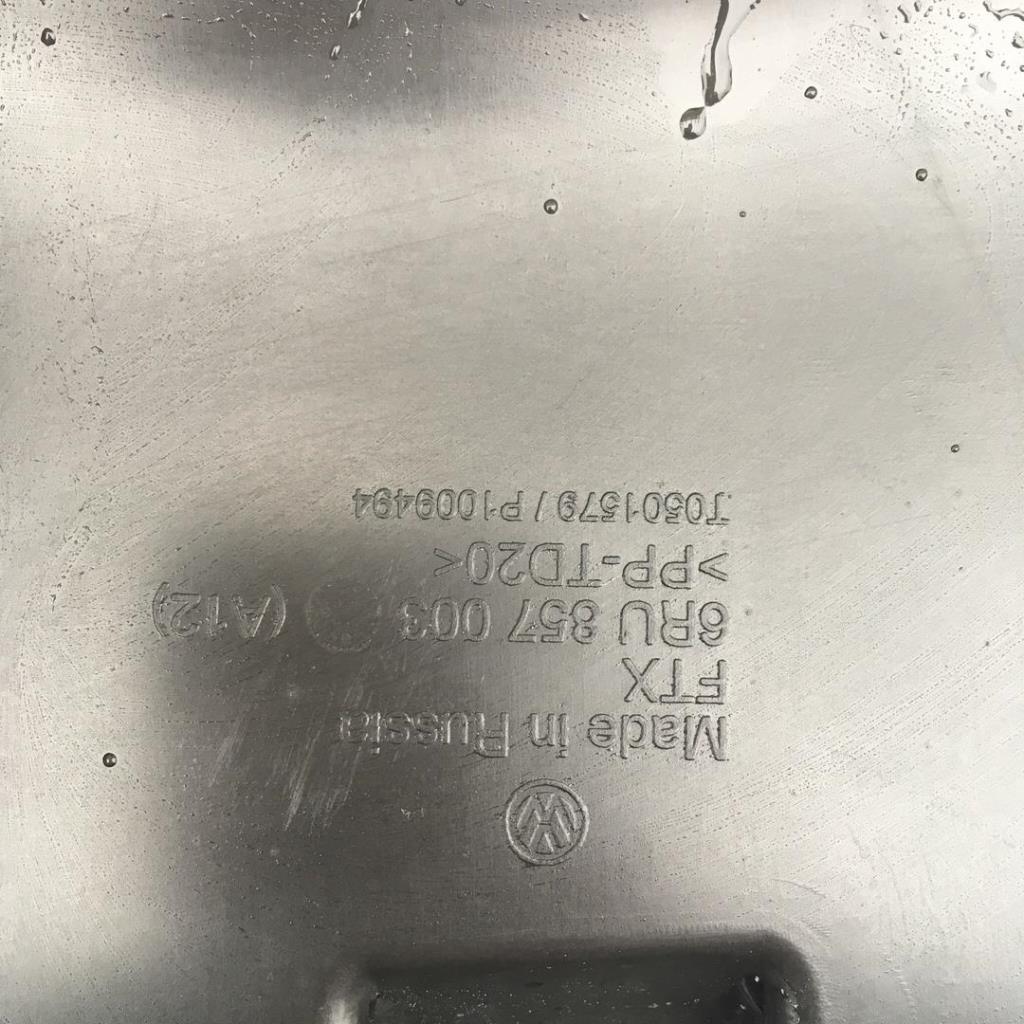 Made in Russia
FTX
6RU 857 003 (A12)
>PP-TD20<
T0501579 / P1009494